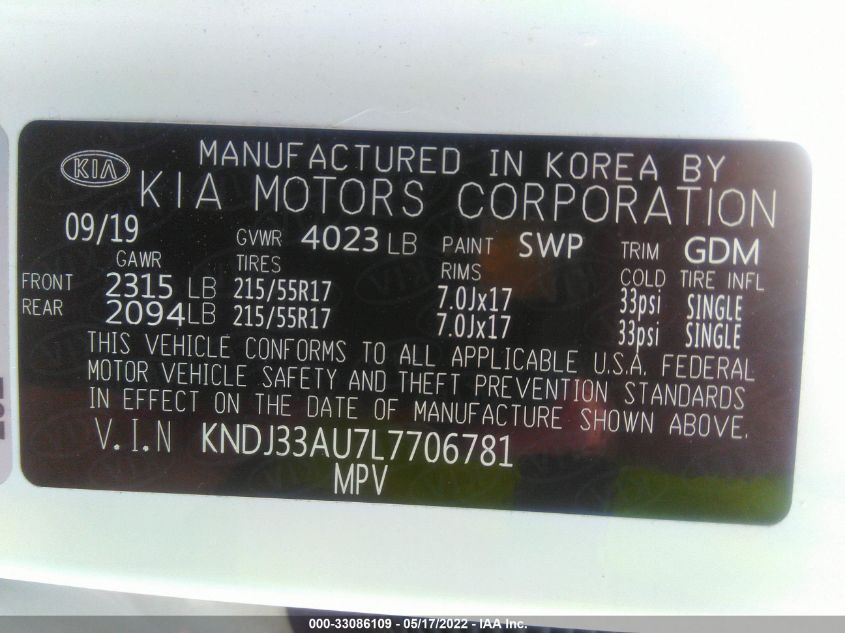 KIA
MANUFACTURED IN KOREA BY
KIA MOTORS CORPORATION
09/19 GVWR 4023 LB PAINT SWP TRIM GDM
GAWR TIRES RIMS COLD TIRE INFL
FRONT 2315 LB 215/55R17 7.0Jx17 33psi SINGLE
REAR 2094 LB 215/55R17 7.0Jx17 33psi SINGLE
THIS VEHICLE CONFORMS TO ALL APPLICABLE U.S.A. FEDERAL
MOTOR VEHICLE SAFETY AND THEFT PREVENTION STANDARDS
IN EFFECT ON THE DATE OF MANUFACTURE SHOWN ABOVE.
V.I.N KNDJ33AU7L7706781
MPV
000-33086109 - 05/17/2022 - IAA Inc.